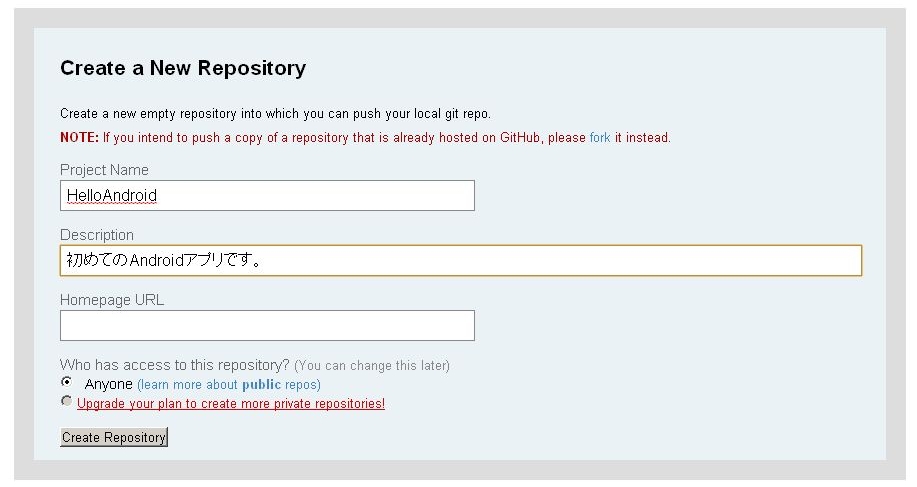 Create a New Repository
Create a new empty repository into which you can push your local git repo.
NOTE: If you intend to push a copy of a repository that is already hosted on GitHub, please fork it instead.
Project Name
HelloAndroid
Description
初めてのAndroidアプリです。
Homepage URL
Who has access to this repository? (You can change this later)
Anyone (learn more about public repos)
Upgrade your plan to create more private repositories!
Create Repository